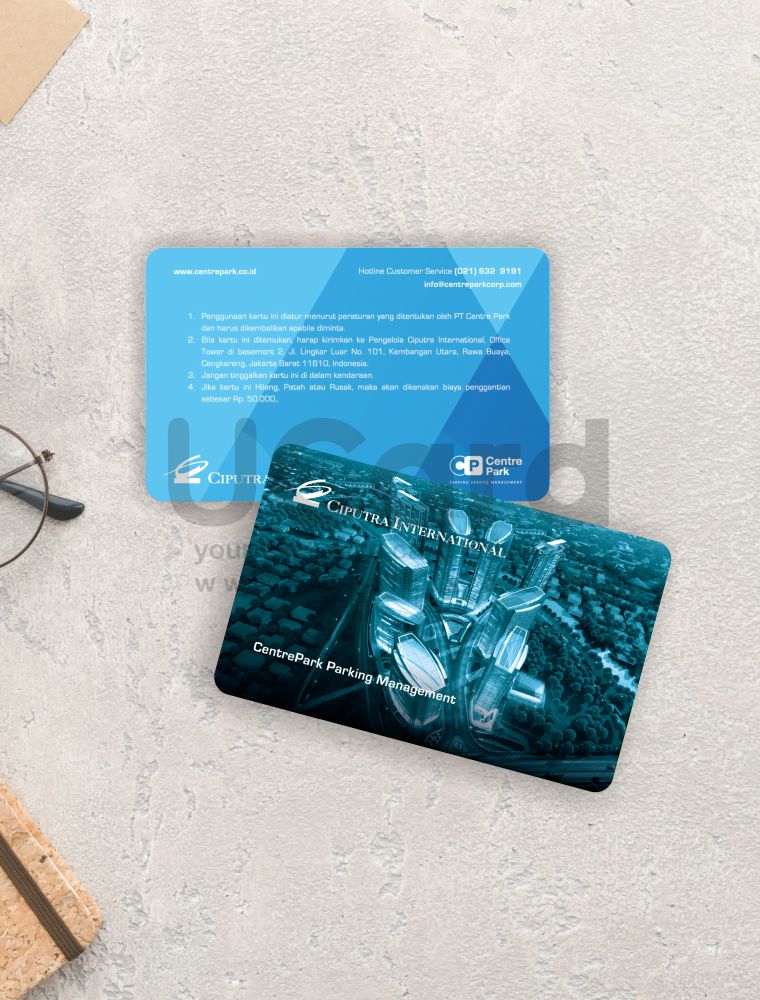 www.centrepark.co.id
Hotline Customer Service (021) 632 9191
info@centreparkcorp.com
1. Penggunaan kartu ini diatur menurut peraturan yang ditentukan oleh PT Centre Park
dan harus dikembalikan apabila diminta.
2. Bila kartu ini ditemukan, harap kirimkan ke Pengelola Ciputra International, Office
Tower di basement 2, Jl. Lingkar Luar No. 101, Kembangan Utara, Rawa Buaya,
Cengkareng, Jakarta Barat 11610, Indonesia.
3. Jangan tinggalkan kartu ini di dalam kendaraan.
4. Jika kartu ini Hilang, Patah atau Rusak, maka akan dikenakan biaya penggantian
sebesar Rp. 50.000,.
CIPUTRA
CP Centre
Park
PARKING SERVICE MANAGEMENT
UCard
your
CIPUTRA INTERNATIONAL
CentrePark Parking Management